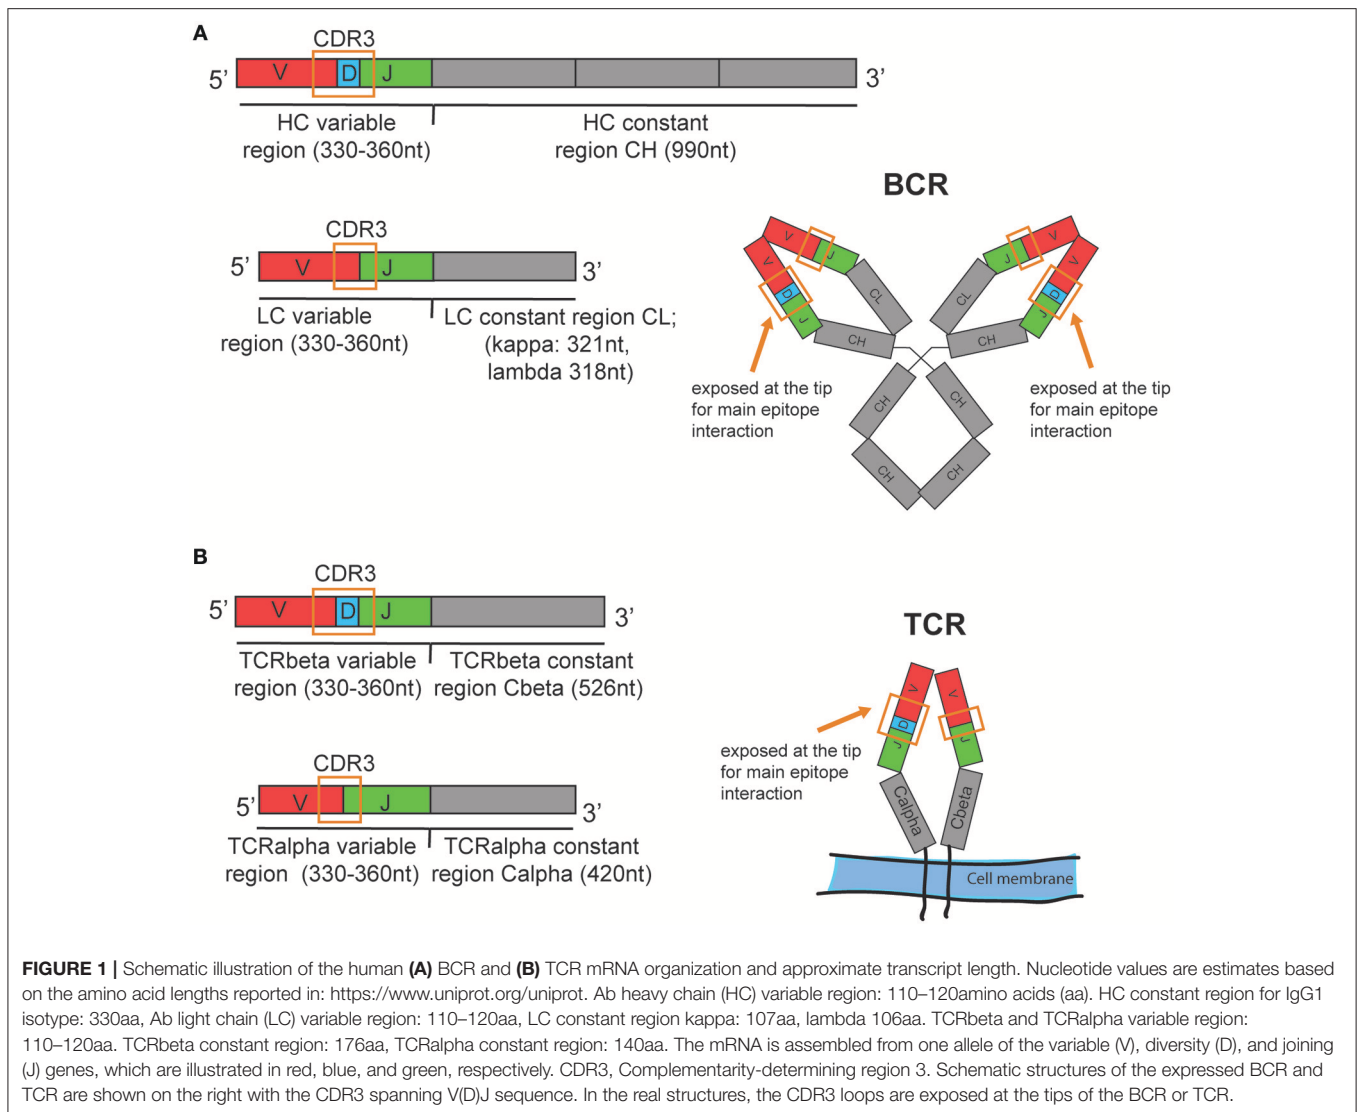 A
CDR3
5’
V
D
J
3’
HC variable
region (330-360nt)
HC constant
region CH (990nt)
CDR3
5’
V
J
3’
LC variable
region (330-360nt)
LC constant region CL;
(kappa: 321nt,
lambda 318nt)
BCR
V
J
V
D
J
CL
CH
V
J
V
D
J
CL
CH
CH
CH
CH
CH
exposed at the tip
for main epitope
interaction
exposed at the tip
for main epitope
interaction
B
CDR3
5’
V
D
J
3’
TCRbeta variable
region (330-360nt)
TCRbeta constant
region Cbeta (526nt)
CDR3
5’
V
J
3’
TCRalpha variable
region (330-360nt)
TCRalpha constant
region Calpha (420nt)
TCR
V
D
J
V
J
Calpha
Cbeta
exposed at the tip
for main epitope
interaction
Cell membrane
FIGURE 1 | Schematic illustration of the human (A) BCR and (B) TCR mRNA organization and approximate transcript length. Nucleotide values are estimates based
on the amino acid lengths reported in: https://www.uniprot.org/uniprot. Ab heavy chain (HC) variable region: 110–120amino acids (aa). HC constant region for IgG1
isotype: 330aa, Ab light chain (LC) variable region: 110–120aa, LC constant region kappa: 107aa, lambda 106aa. TCRbeta and TCRalpha variable region:
110–120aa. TCRbeta constant region: 176aa, TCRalpha constant region: 140aa. The mRNA is assembled from one allele of the variable (V), diversity (D), and joining
(J) genes, which are illustrated in red, blue, and green, respectively. CDR3, Complementarity-determining region 3. Schematic structures of the expressed BCR and
TCR are shown on the right with the CDR3 spanning V(D)J sequence. In the real structures, the CDR3 loops are exposed at the tips of the BCR or TCR.